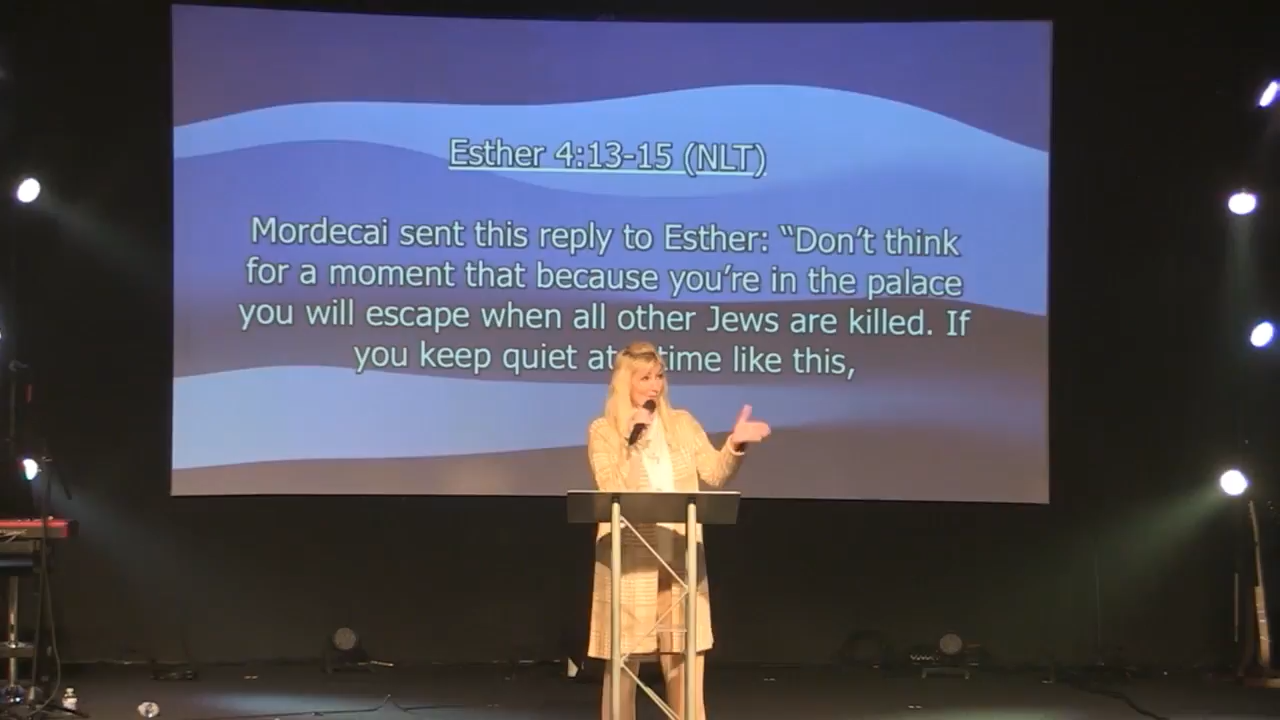 Esther 4:13-15 (NLT)
Mordecai sent this reply to Esther: “Don’t think
for a moment that because you’re in the palace
you will escape when all other Jews are killed. If
you keep quiet at time like this,